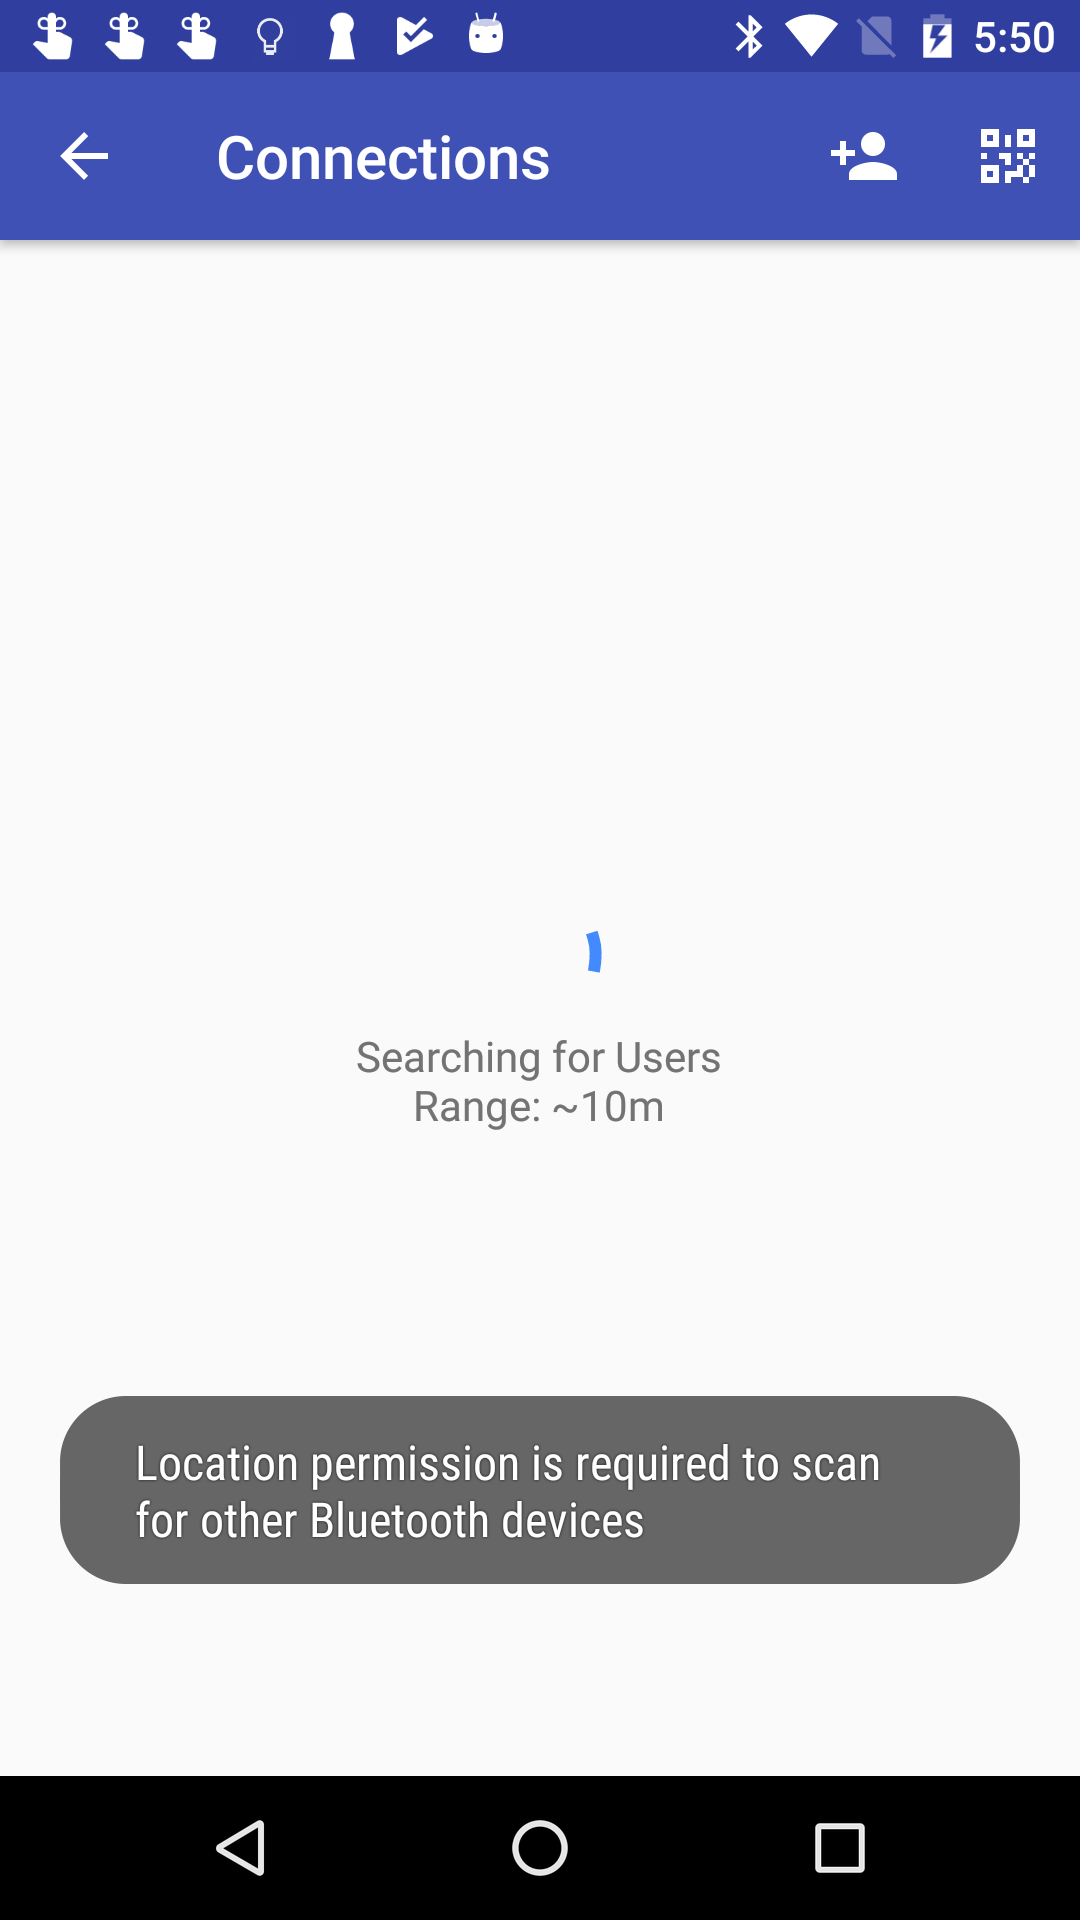 5:50
Connections
Searching for Users
Range: ~10m
Location permission is required to scan
for other Bluetooth devices